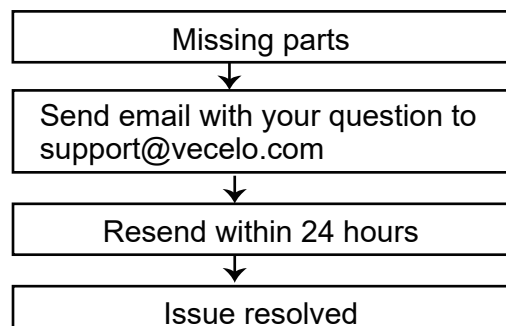 Missing parts
Send email with your question to
support@vecelo.com
Resend within 24 hours
Issue resolved